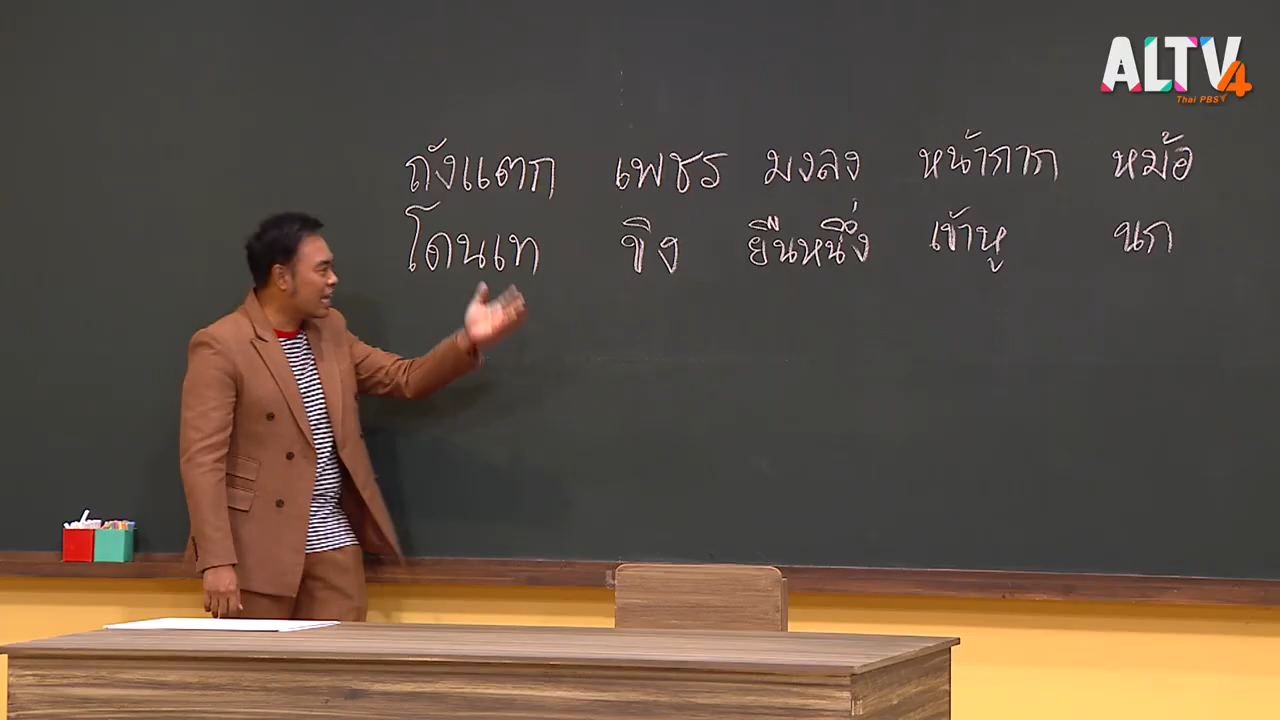 ALTV4
Thai PBS
ถังแตก เพชร มงลง หน้ากาก หม้อ
โดนเท ขิง ยืนหนึ่ง เข้าหู นก